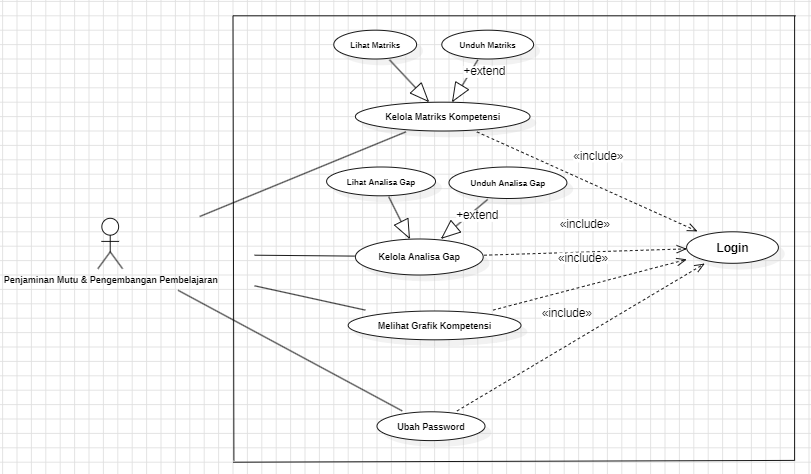 Lihat Matriks
Unduh Matriks
+extend
Kelola Matriks Kompetensi
«include»
Lihat Analisa Gap
Unduh Analisa Gap
+extend
«include»
Login
Kelola Analisa Gap
«include»
Penjaminan Mutu & Pengembangan Pembelajaran
«include»
Melihat Grafik Kompetensi
Ubah Password